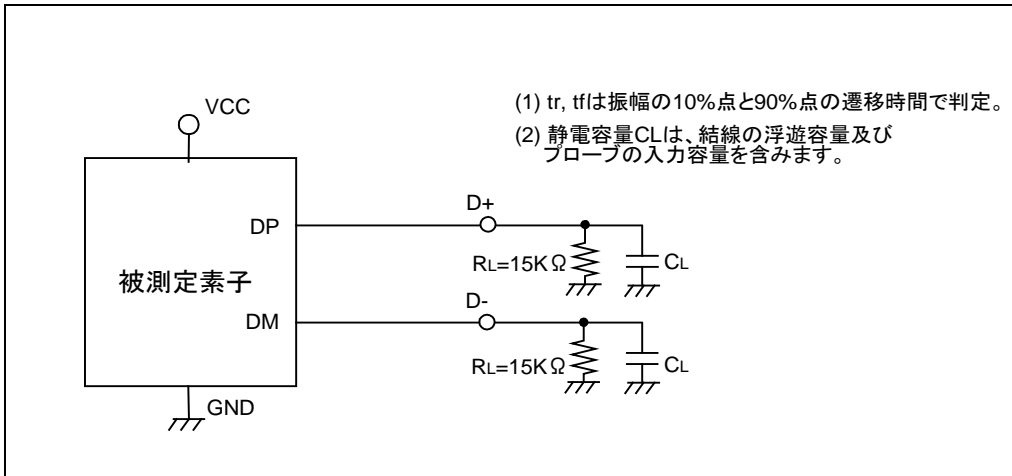 (1) tr, tfは振幅の10%点と90%点の遷移時間で判定。
(2) 静電容量CLは、結線の浮遊容量及び
プローブの入力容量を含みます。
VCC
D+
DP
RL=15KΩ
CL
被測定素子
D-
DM
RL=15KΩ
CL
GND